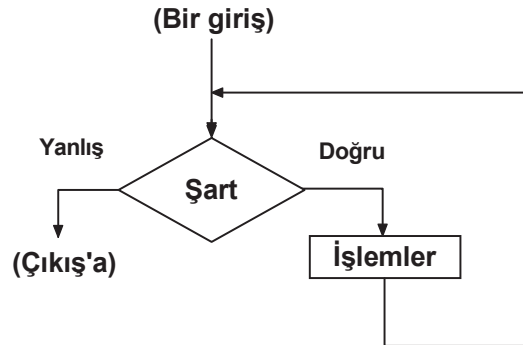 (Bir giriş)
Yanlış
Doğru
Şart
(Çıkış'a)
İşlemler